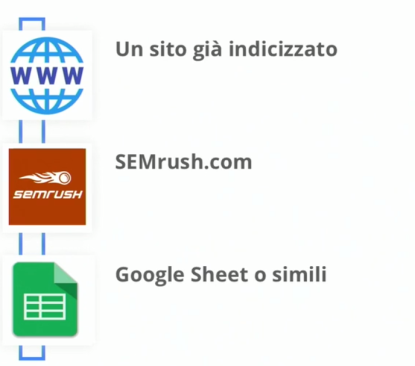 WWW
Un sito già indicizzato
semrush
SEMrush.com
Google Sheet o simili